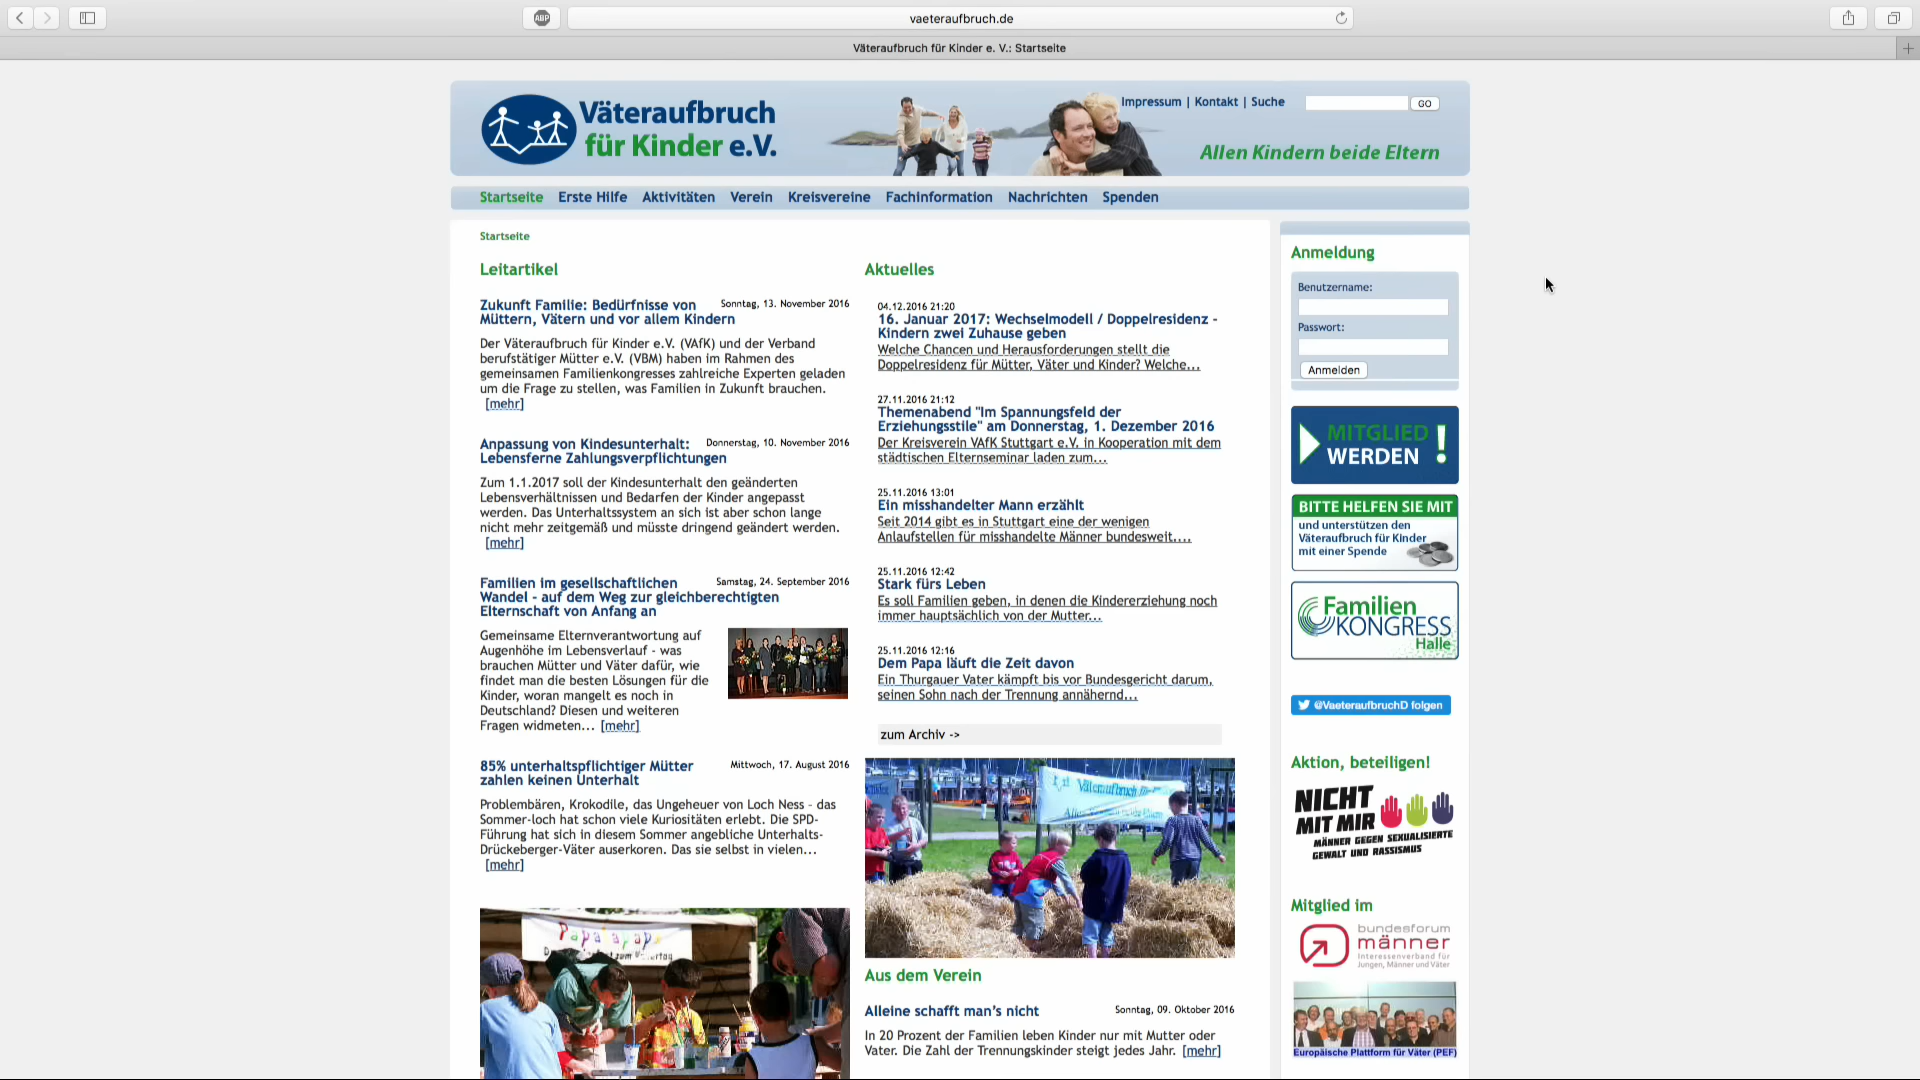 ABP
vaeteraufbruch.de
Väteraufbruch für Kinder e. V.: Startseite
Väteraufbruch
für Kinder e.V.
Impressum | Kontakt | Suche
GO
Allen Kindern beide Eltern
Startseite Erste Hilfe Aktivitäten Verein Kreisvereine Fachinformation Nachrichten Spenden
Startseite
Leitartikel
Zukunft Familie: Bedürfnisse von
Müttern, Vätern und vor allem Kindern
Sonntag, 13. November 2016
Der Väteraufbruch für Kinder e.V. (VAfK) und der Verband
berufstätiger Mütter e.V. (VBM) haben im Rahmen des
gemeinsamen Familienkongresses zahlreiche Experten geladen
um die Frage zu stellen, was Familien in Zukunft brauchen.
[mehr]
Anpassung von Kindesunterhalt:
Lebensferne Zahlungsverpflichtungen
Donnerstag, 10. November 2016
Zum 1.1.2017 soll der Kindesunterhalt den geänderten
Lebensverhältnissen und Bedarfen der Kinder angepasst
werden. Das Unterhaltssystem an sich ist aber schon lange
nicht mehr zeitgemäß und müsste dringend geändert werden.
[mehr]
Familien im gesellschaftlichen
Wandel - auf dem Weg zur gleichberechtigten
Elternschaft von Anfang an
Samstag, 24. September 2016
Gemeinsame Elternverantwortung auf
Augenhöhe im Lebensverlauf - was
brauchen Mütter und Väter dafür, wie
findet man die besten Lösungen für die
Kinder, woran mangelt es noch in
Deutschland? Diesen und weiteren
Fragen widmeten... [mehr]
85% unterhaltspflichtiger Mütter
zahlen keinen Unterhalt
Mittwoch, 17. August 2016
Problembären, Krokodile, das Ungeheuer von Loch Ness – das
Sommer-loch hat schon viele Kuriositäten erlebt. Die SPD-
Führung hat sich in diesem Sommer angebliche Unterhalts-
Drückeberger-Väter auserkoren. Das sie selbst in vielen...
[mehr]
Aktuelles
04.12.2016 21:20
16. Januar 2017: Wechselmodell / Doppelresidenz -
Kindern zwei Zuhause geben
Welche Chancen und Herausforderungen stellt die
Doppelresidenz für Mütter, Väter und Kinder? Welche...
27.11.2016 21:12
Themenabend "Im Spannungsfeld der
Erziehungsstile" am Donnerstag, 1. Dezember 2016
Der Kreisverein VAfK Stuttgart e.V. in Kooperation mit dem
städtischen Elternseminar laden zum...
25.11.2016 13:01
Ein misshandelter Mann erzählt
Seit 2014 gibt es in Stuttgart eine der wenigen
Anlaufstellen für misshandelte Männer bundesweit....
25.11.2016 12:42
Stark fürs Leben
Es soll Familien geben, in denen die Kindererziehung noch
immer hauptsächlich von der Mutter...
25.11.2016 12:16
Dem Papa läuft die Zeit davon
Ein Thurgauer Vater kämpft bis vor Bundesgericht darum,
seinen Sohn nach der Trennung annähernd...
zum Archiv ->
Väteraufbruch für
Aus dem Verein
Alleine schafft man's nicht
Sonntag, 09. Oktober 2016
In 20 Prozent der Familien leben Kinder nur mit Mutter oder
Vater. Die Zahl der Trennungskinder steigt jedes Jahr. [mehr]
Anmeldung
Benutzername:
Passwort:
Anmelden
MITGLIED
WERDEN !
BITTE HELFEN SIE MIT
und unterstützen den
Väteraufbruch für Kinder
mit einer Spende
Familien
KONGRESS
Halle
@VaeteraufbruchD folgen
Aktion, beteiligen!
NICHT
MIT MIR
MÄNNER GEGEN SEXUALISIERTE
GEWALT UND RASSISMUS
Mitglied im
bundesforum
männer
Interessenverband für
Jungen, Männer und Väter
Europäische Plattform für Väter (PEF)